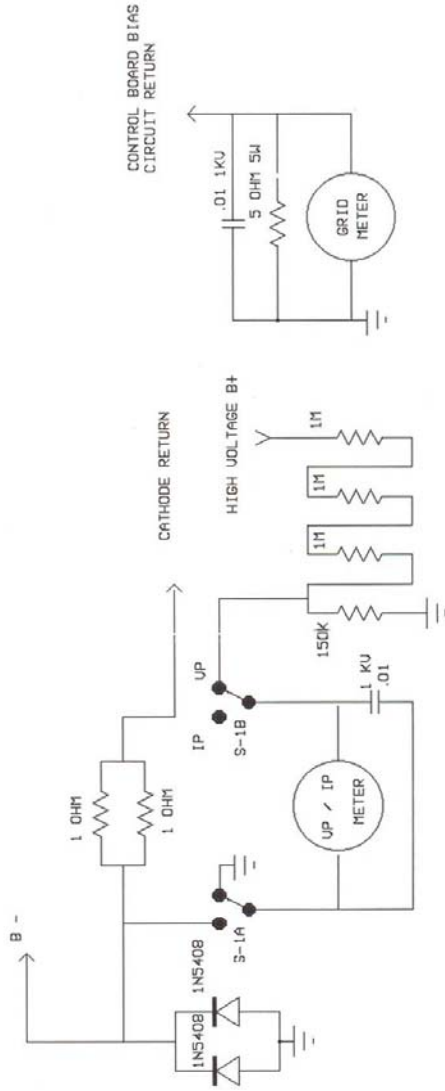 B -
1 OHM
1 OHM
CATHODE RETURN
1N5408
1N5408
S-1A
IP
VP
S-1B
VP / IP
METER
1 KV
.01
HIGH VOLTAGE B+
150K
1M
1M
1M
CONTROL BOARD BIAS
CIRCUIT RETURN
.01 1KV
5 OHM 5W
GRID
METER